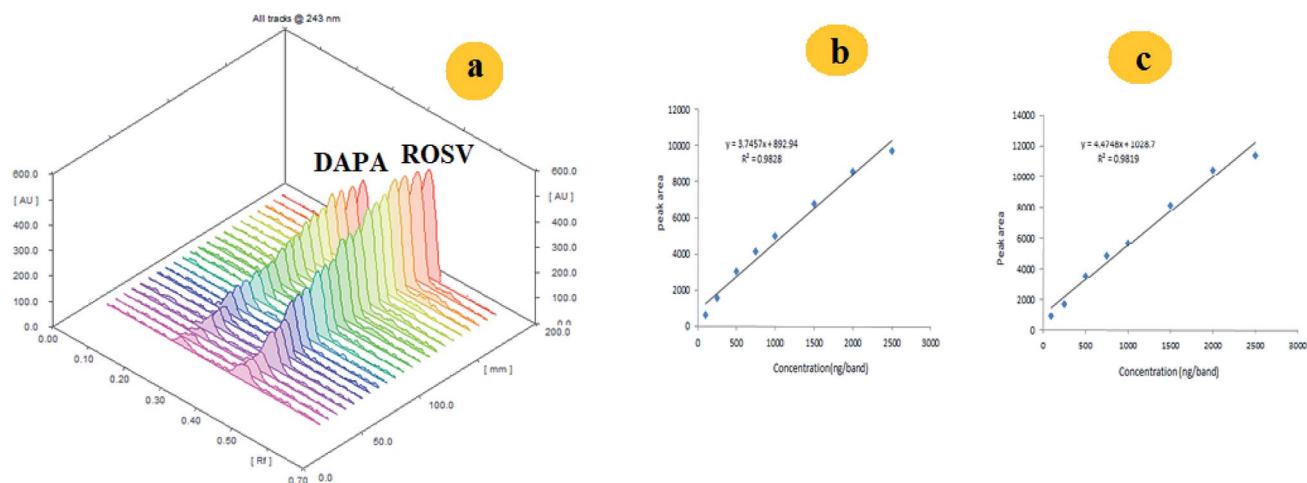 All tracks @ 243 nm
a
DAPA
ROSV
600.0
[ AU ]
400.0
300.0
200.0
100.0
0.0
600.0
[ AU ]
400.0
300.0
200.0
100.0
0.0
0.00
0.10
0.20
0.30
0.40
0.50
[ Rf ]
0.70
0.0
50.0
100.0
[ mm ]
200.0
b
12000
10000
8000
6000
4000
2000
0
peak area
y = 3.7457x + 892.94
R² = 0.9828
0 500 1000 1500 2000 2500 3000
Concentration(ng/band)
c
14000
12000
10000
8000
6000
4000
2000
0
Peak area
y = 4.4748x + 1028.7
R² = 0.9819
0 500 1000 1500 2000 2500 3000
Concentration (ng/band)